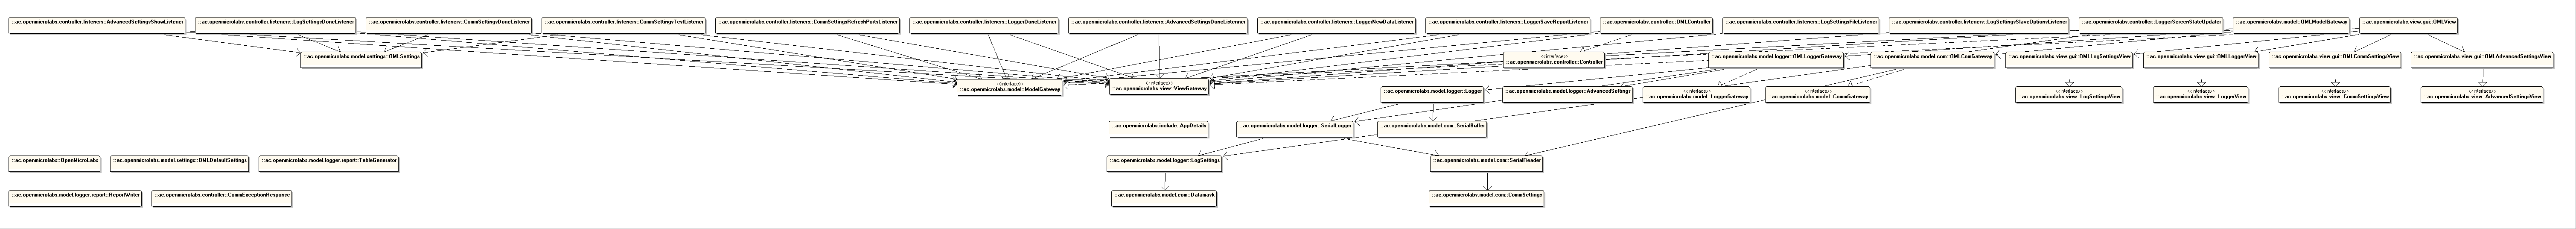 ::ac.openmicrolabs.controller.listeners::AdvancedSettingsShowListener
::ac.openmicrolabs.controller.listeners::LogSettingsDoneListener
::ac.openmicrolabs.controller.listeners::CommSettingsDoneListener
::ac.openmicrolabs.controller.listeners::CommSettingsTestListener
::ac.openmicrolabs.controller.listeners::CommSettingsRefreshPortsListener
::ac.openmicrolabs.controller.listeners::LoggerDoneListener
::ac.openmicrolabs.controller.listeners::AdvancedSettingsDoneListener
::ac.openmicrolabs.controller.listeners::LoggerNewDataListener
::ac.openmicrolabs.controller.listeners::LoggerSaveReportListener
::ac.openmicrolabs.controller::OMLController
::ac.openmicrolabs.controller.listeners::LogSettingsFileListener
::ac.openmicrolabs.controller.listeners::LogSettingsSlaveOptionsListener
::ac.openmicrolabs.controller::LoggerScreenStateUpdater
::ac.openmicrolabs.model::OMLModelGateway
::ac.openmicrolabs.view.gui::OMLView
::ac.openmicrolabs.model.settings::OMLSettings
<<interface>>
::ac.openmicrolabs.controller::Controller
::ac.openmicrolabs.model.logger::OMLLoggerGateway
::ac.openmicrolabs.model.com::OMLComGateway
::ac.openmicrolabs.view.gui::OMLLogSettingsView
::ac.openmicrolabs.view.gui::OMLLoggerView
::ac.openmicrolabs.view.gui::OMLCommSettingsView
::ac.openmicrolabs.view.gui::OMLAdvancedSettingsView
<<interface>>
::ac.openmicrolabs.model::ModelGateway
<<interface>>
::ac.openmicrolabs.view::ViewGateway
::ac.openmicrolabs.model.logger::Logger
::ac.openmicrolabs.model.logger::AdvancedSettings
<<interface>>
::ac.openmicrolabs.model::LoggerGateway
<<interface>>
::ac.openmicrolabs.model::CommGateway
<<interface>>
::ac.openmicrolabs.view::LogSettingsView
<<interface>>
::ac.openmicrolabs.view::LoggerView
<<interface>>
::ac.openmicrolabs.view::CommSettingsView
<<interface>>
::ac.openmicrolabs.view::AdvancedSettingsView
::ac.openmicrolabs.include::AppDetails
::ac.openmicrolabs.model.logger::SerialLogger
::ac.openmicrolabs.model.com::SerialBuffer
::ac.openmicrolabs::OpenMicroLabs
::ac.openmicrolabs.model.settings::OMLDefaultSettings
::ac.openmicrolabs.model.logger.report::TableGenerator
::ac.openmicrolabs.model.logger::LogSettings
::ac.openmicrolabs.model.com::SerialReader
::ac.openmicrolabs.model.logger.report::ReportWriter
::ac.openmicrolabs.controller::CommExceptionResponse
::ac.openmicrolabs.model.com::Datamask
::ac.openmicrolabs.model.com::CommSettings